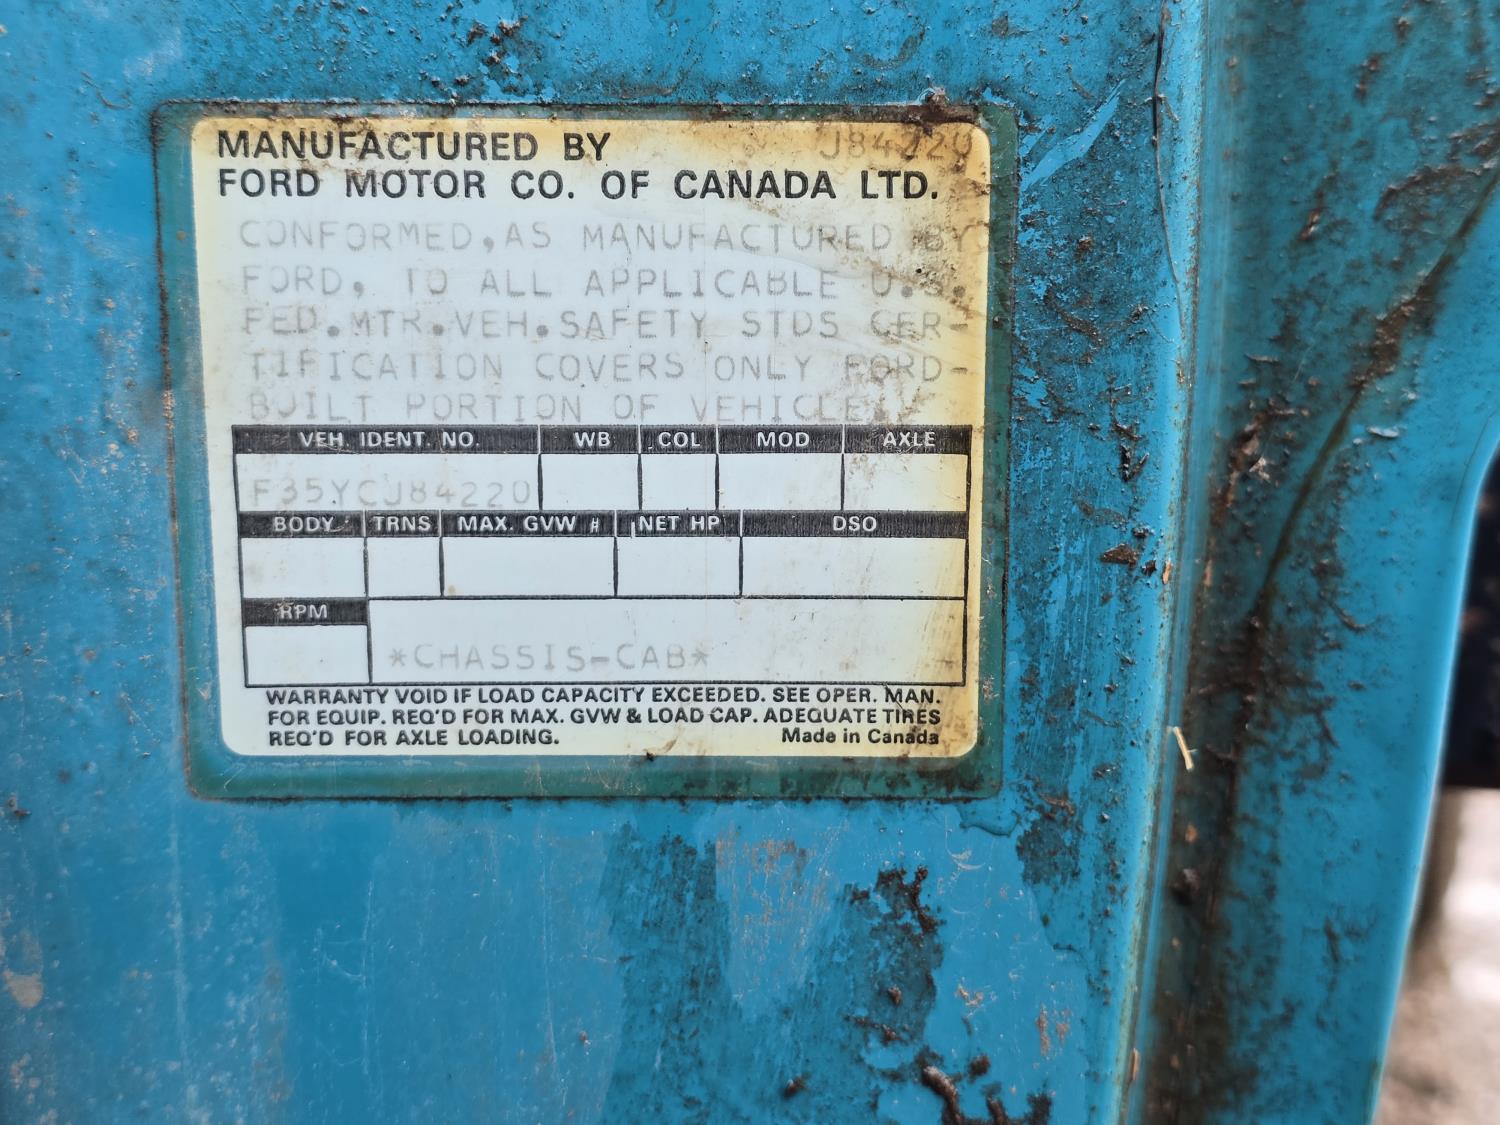 MANUFACTURED BY J84220
FORD MOTOR CO. OF CANADA LTD.
CONFORMED, AS MANUFACTURED BY
FORD, TO ALL APPLICABLE U.S.
FED.MTR.VEH.SAFETY STDS CER-
TIFICATION COVERS ONLY FORD-
BUILT PORTION OF VEHICLE.
VEH. IDENT. NO. WB COL MOD AXLE
F35YCJ84220
BODY TRNS MAX. GVW # NET HP DSO
RPM
*CHASSIS-CAB*
WARRANTY VOID IF LOAD CAPACITY EXCEEDED. SEE OPER. MAN.
FOR EQUIP. REQ'D FOR MAX. GVW & LOAD CAP. ADEQUATE TIRES
REQ'D FOR AXLE LOADING. Made in Canada